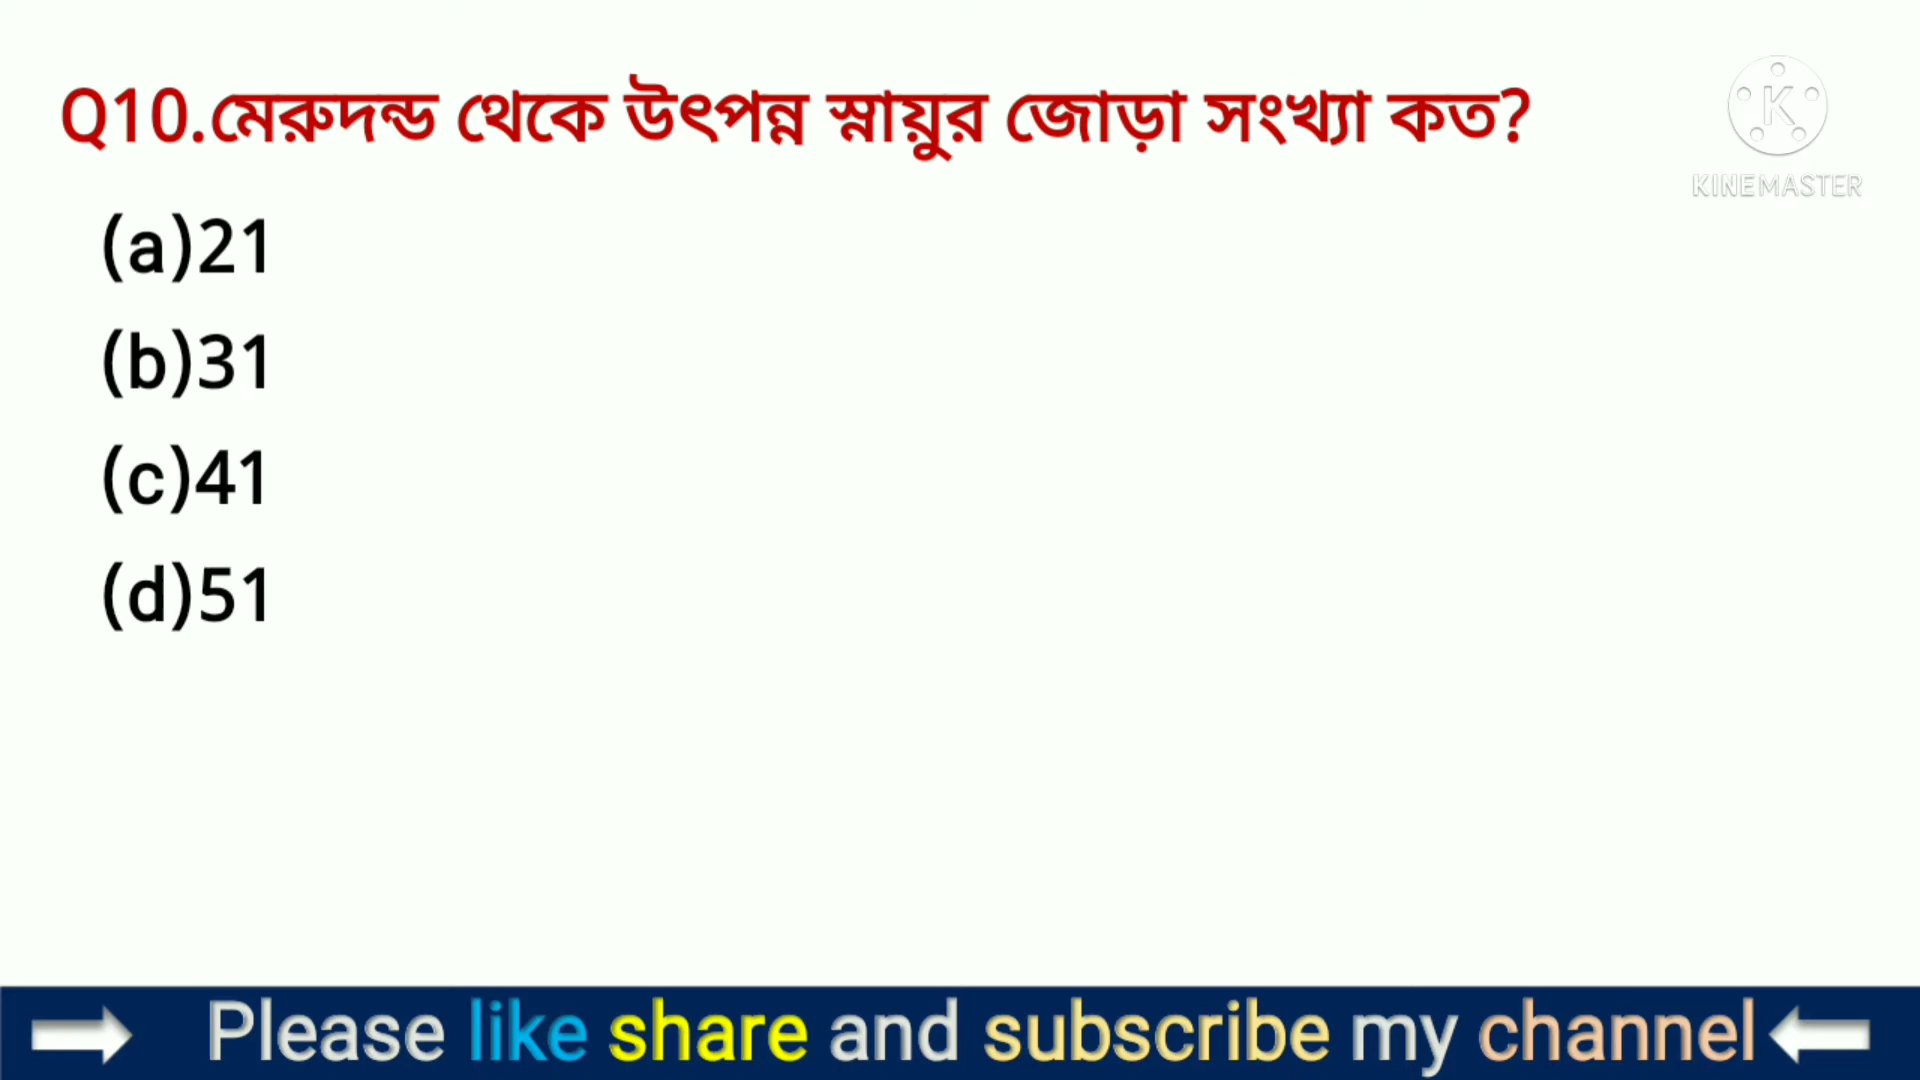 Q10.মেরুদন্ড থেকে উৎপন্ন স্নায়ুর জোড়া সংখ্যা কত?
K
KINEMASTER
(a)21
(b)31
(c)41
(d)51
Please like share and subscribe my channel